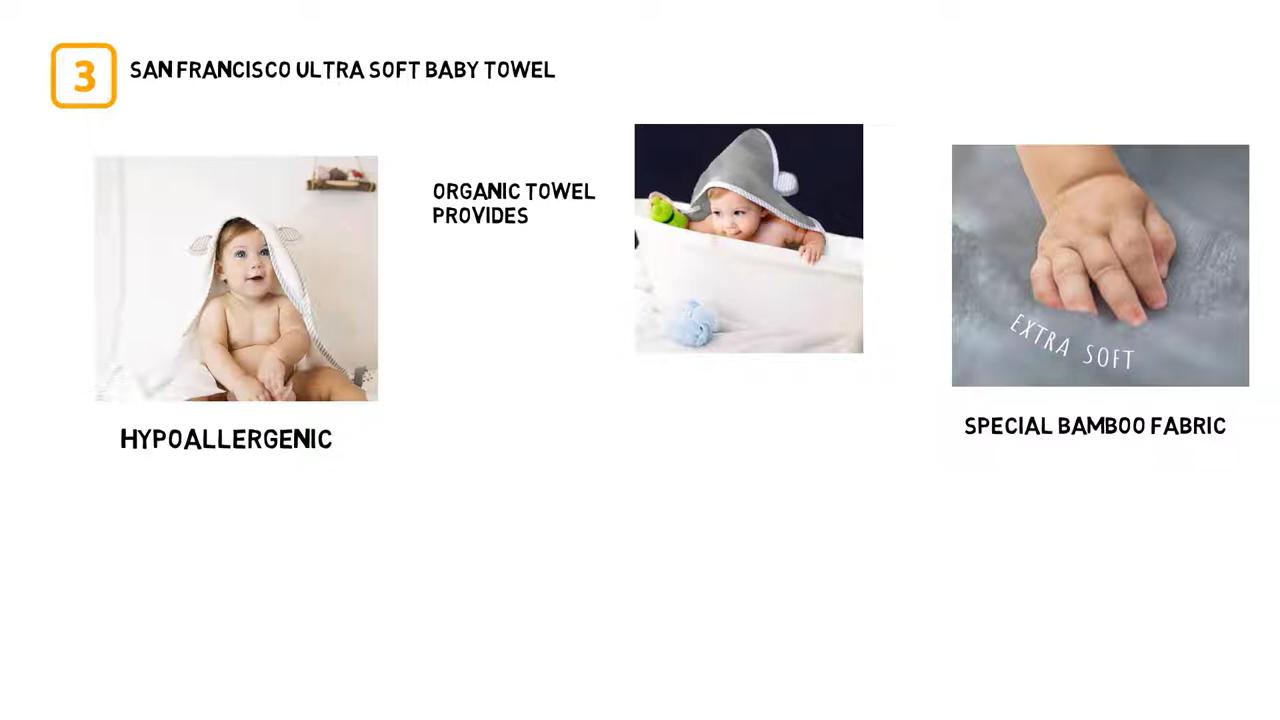 3
SAN FRANCISCO ULTRA SOFT BABY TOWEL
ORGANIC TOWEL
PROVIDES
EXTRA SOFT
HYPOALLERGENIC
SPECIAL BAMBOO FABRIC